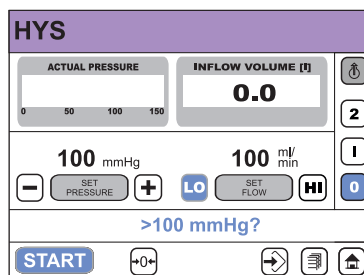 HYS
ACTUAL PRESSURE
0 50 100 150
INFLOW VOLUME [l]
0.0
2
I
0
100 mmHg
SET PRESSURE
100 ml/min
LO
SET FLOW
HI
>100 mmHg?
START
0